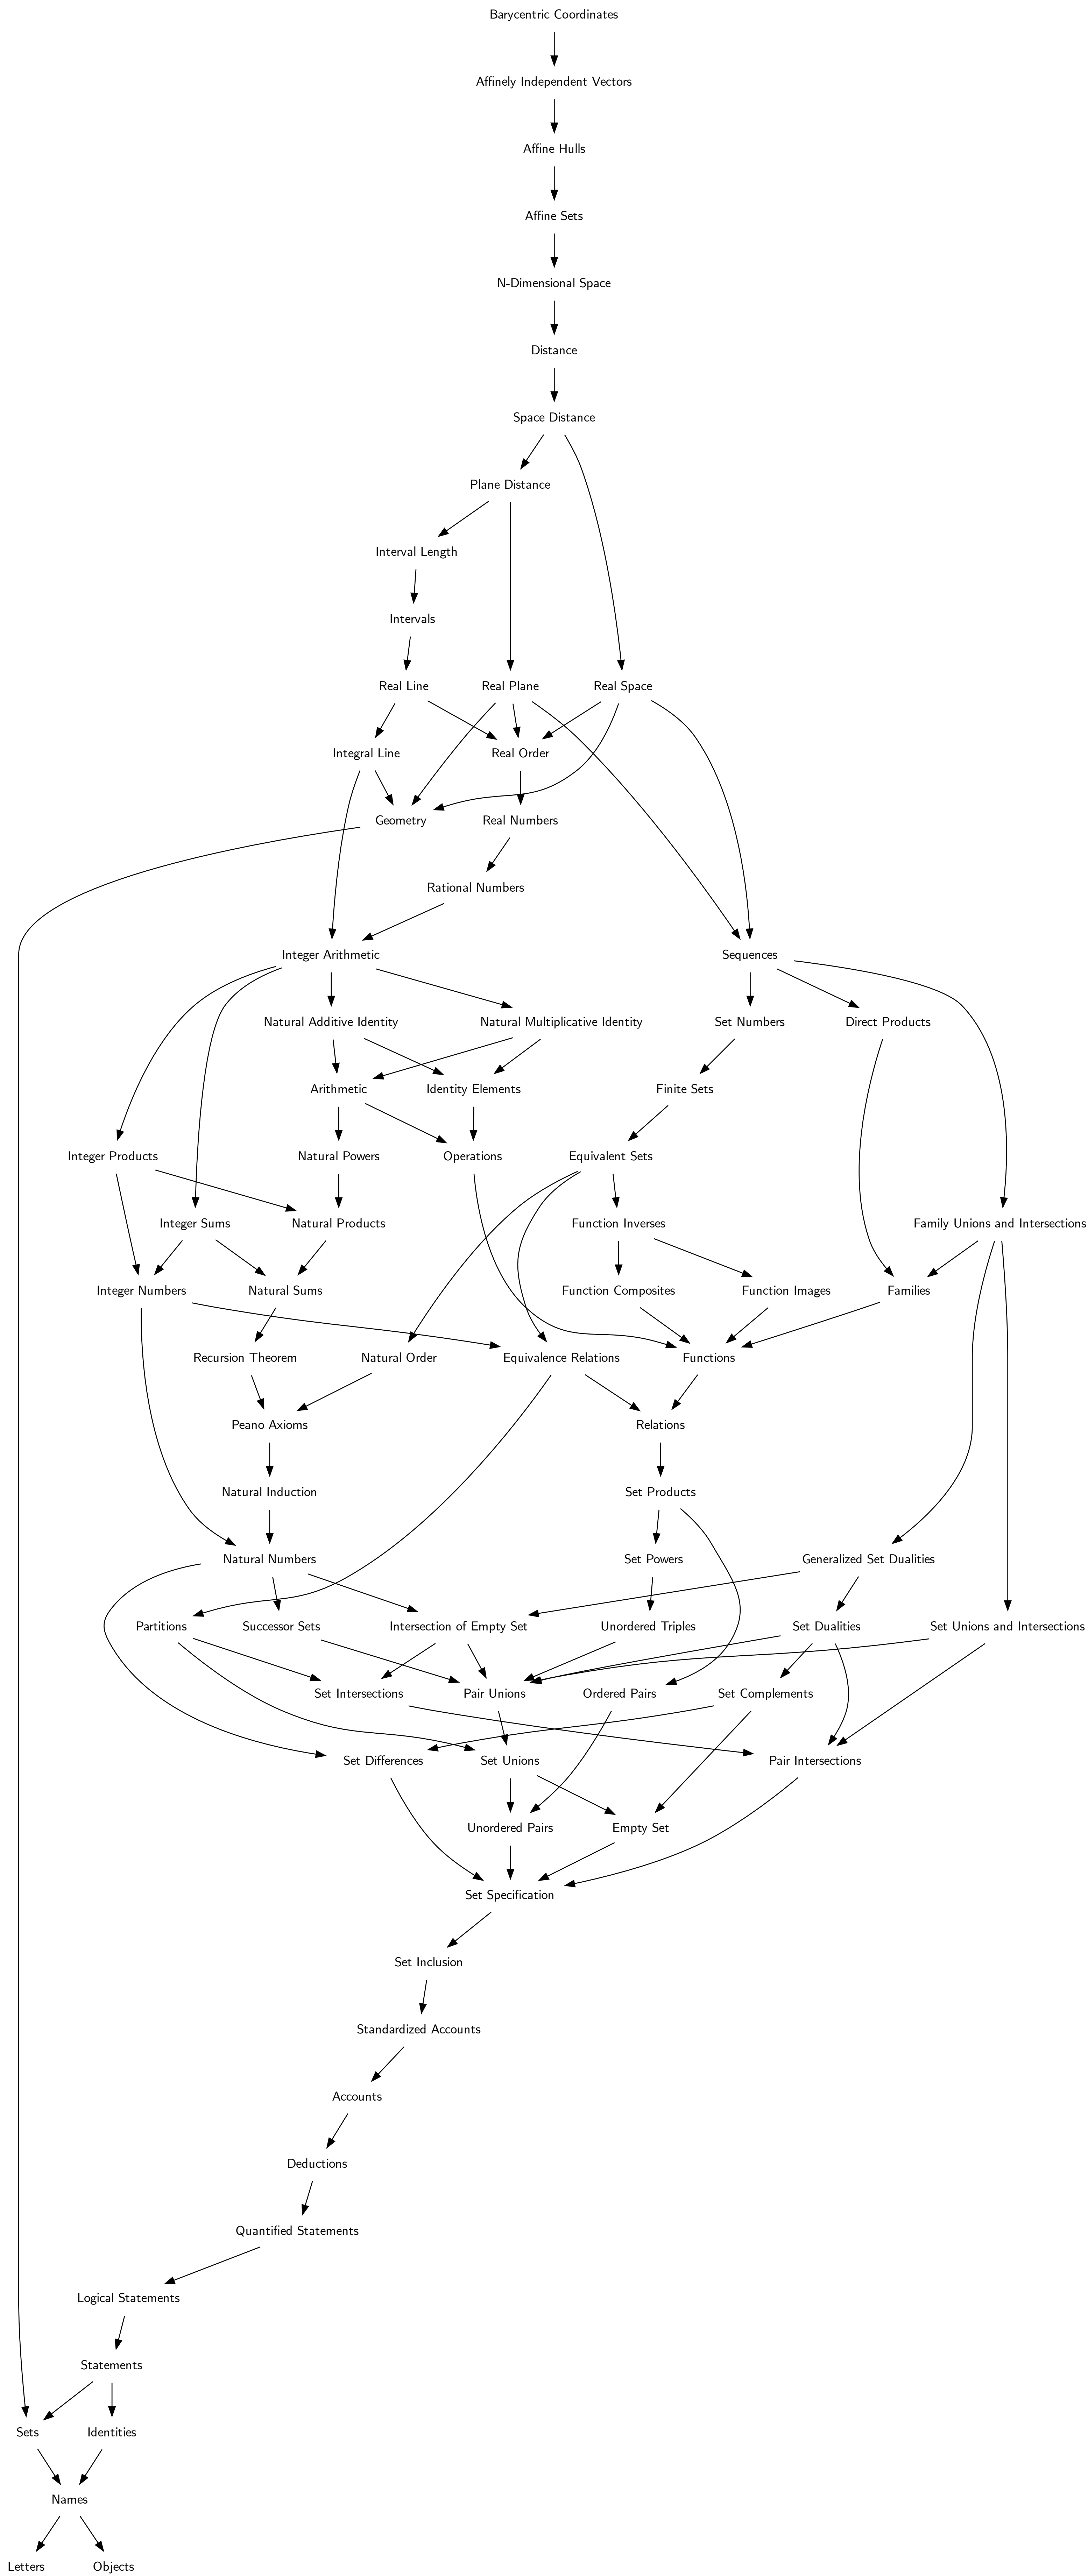 Barycentric Coordinates
Affinely Independent Vectors
Affine Hulls
Affine Sets
N-Dimensional Space
Distance
Space Distance
Plane Distance
Interval Length
Intervals
Real Line
Real Plane
Real Space
Integral Line
Real Order
Geometry
Real Numbers
Rational Numbers
Integer Arithmetic
Sequences
Natural Additive Identity
Natural Multiplicative Identity
Set Numbers
Direct Products
Arithmetic
Identity Elements
Finite Sets
Integer Products
Natural Powers
Operations
Equivalent Sets
Integer Sums
Natural Products
Function Inverses
Family Unions and Intersections
Integer Numbers
Natural Sums
Function Composites
Function Images
Families
Recursion Theorem
Natural Order
Equivalence Relations
Functions
Peano Axioms
Relations
Natural Induction
Set Products
Natural Numbers
Set Powers
Generalized Set Dualities
Partitions
Successor Sets
Intersection of Empty Set
Unordered Triples
Set Dualities
Set Unions and Intersections
Set Intersections
Pair Unions
Ordered Pairs
Set Complements
Set Differences
Set Unions
Pair Intersections
Unordered Pairs
Empty Set
Set Specification
Set Inclusion
Standardized Accounts
Accounts
Deductions
Quantified Statements
Logical Statements
Statements
Sets
Identities
Names
Letters
Objects